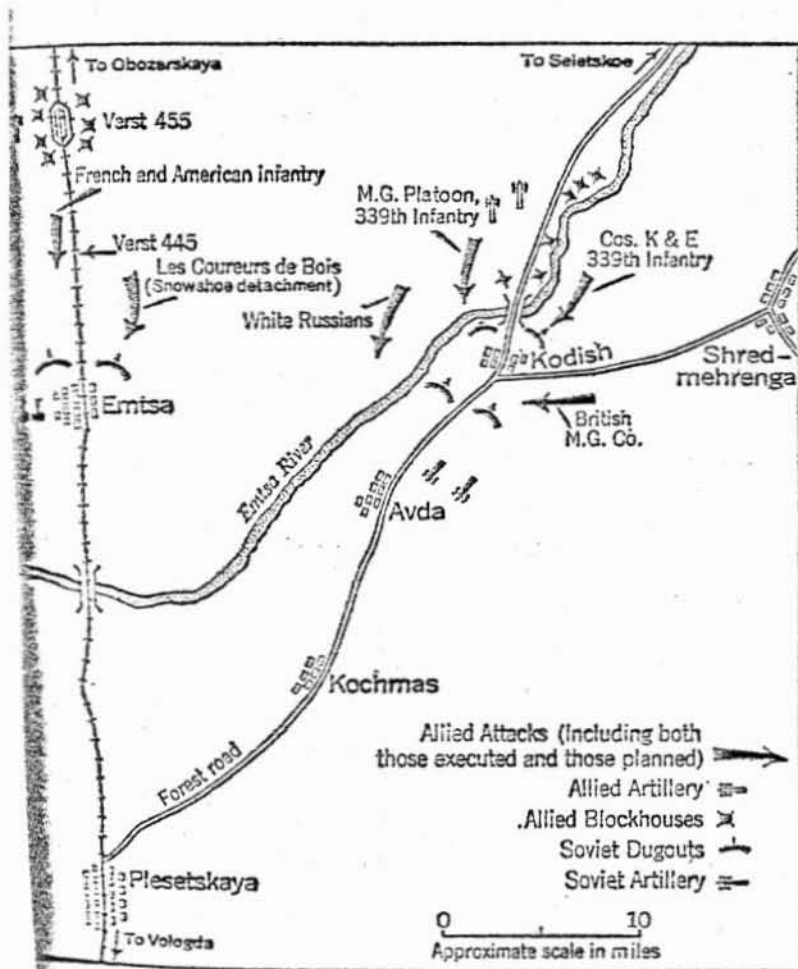 To Obozerskaya
To Seletskoe
Verst 455
French and American infantry
M.G. Platoon,
339th Infantry
Verst 445
Cos. K & E
339th Infantry
Les Coureurs de Bois
(Snowshoe detachment)
White Russians
Kodish
Shred-
mehrenga
Emtsa
British
M.G. Co.
Emtsa River
Avda
Kochmas
Allied Attacks (Including both
those executed and those planned)
Allied Artillery
Allied Blockhouses
Soviet Dugouts
Soviet Artillery
Forest road
Plesetskaya
To Vologda
0 10
Approximate scale in miles